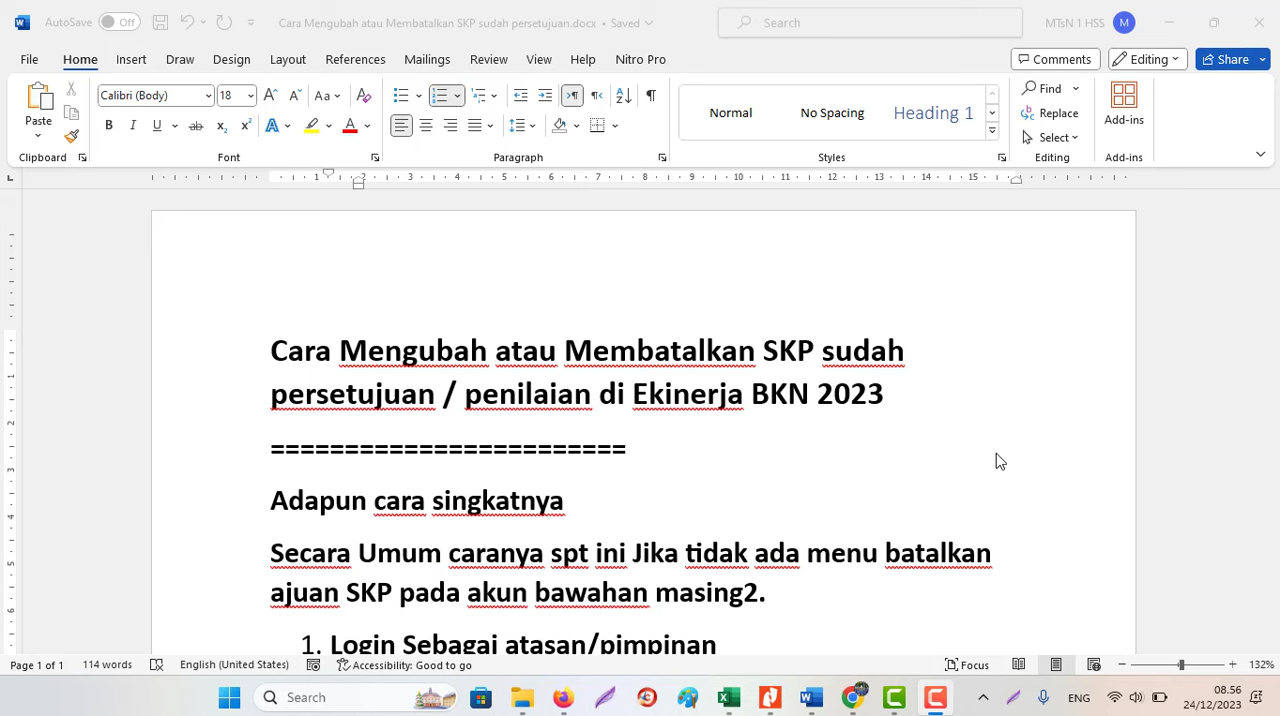 AutoSave Off Cara Mengubah atau Membatalkan SKP sudah persetujuan.docx • Saved Search MTsN 1 HSS M
File Home Insert Draw Design Layout References Mailings Review View Help Nitro Pro Comments Editing Share
Paste Calibri (Body) 18 Normal No Spacing Heading 1 Find Replace Select Add-ins
Clipboard Font Paragraph Styles Editing Add-ins
Cara Mengubah atau Membatalkan SKP sudah
persetujuan / penilaian di Ekinerja BKN 2023
=======================
Adapun cara singkatnya
Secara Umum caranya spt ini Jika tidak ada menu batalkan
ajuan SKP pada akun bawahan masing2.
1. Login Sebagai atasan/pimpinan
Page 1 of 1 114 words English (United States) Accessibility: Good to go Focus 132%
Search ENG 08.56
24/12/2023